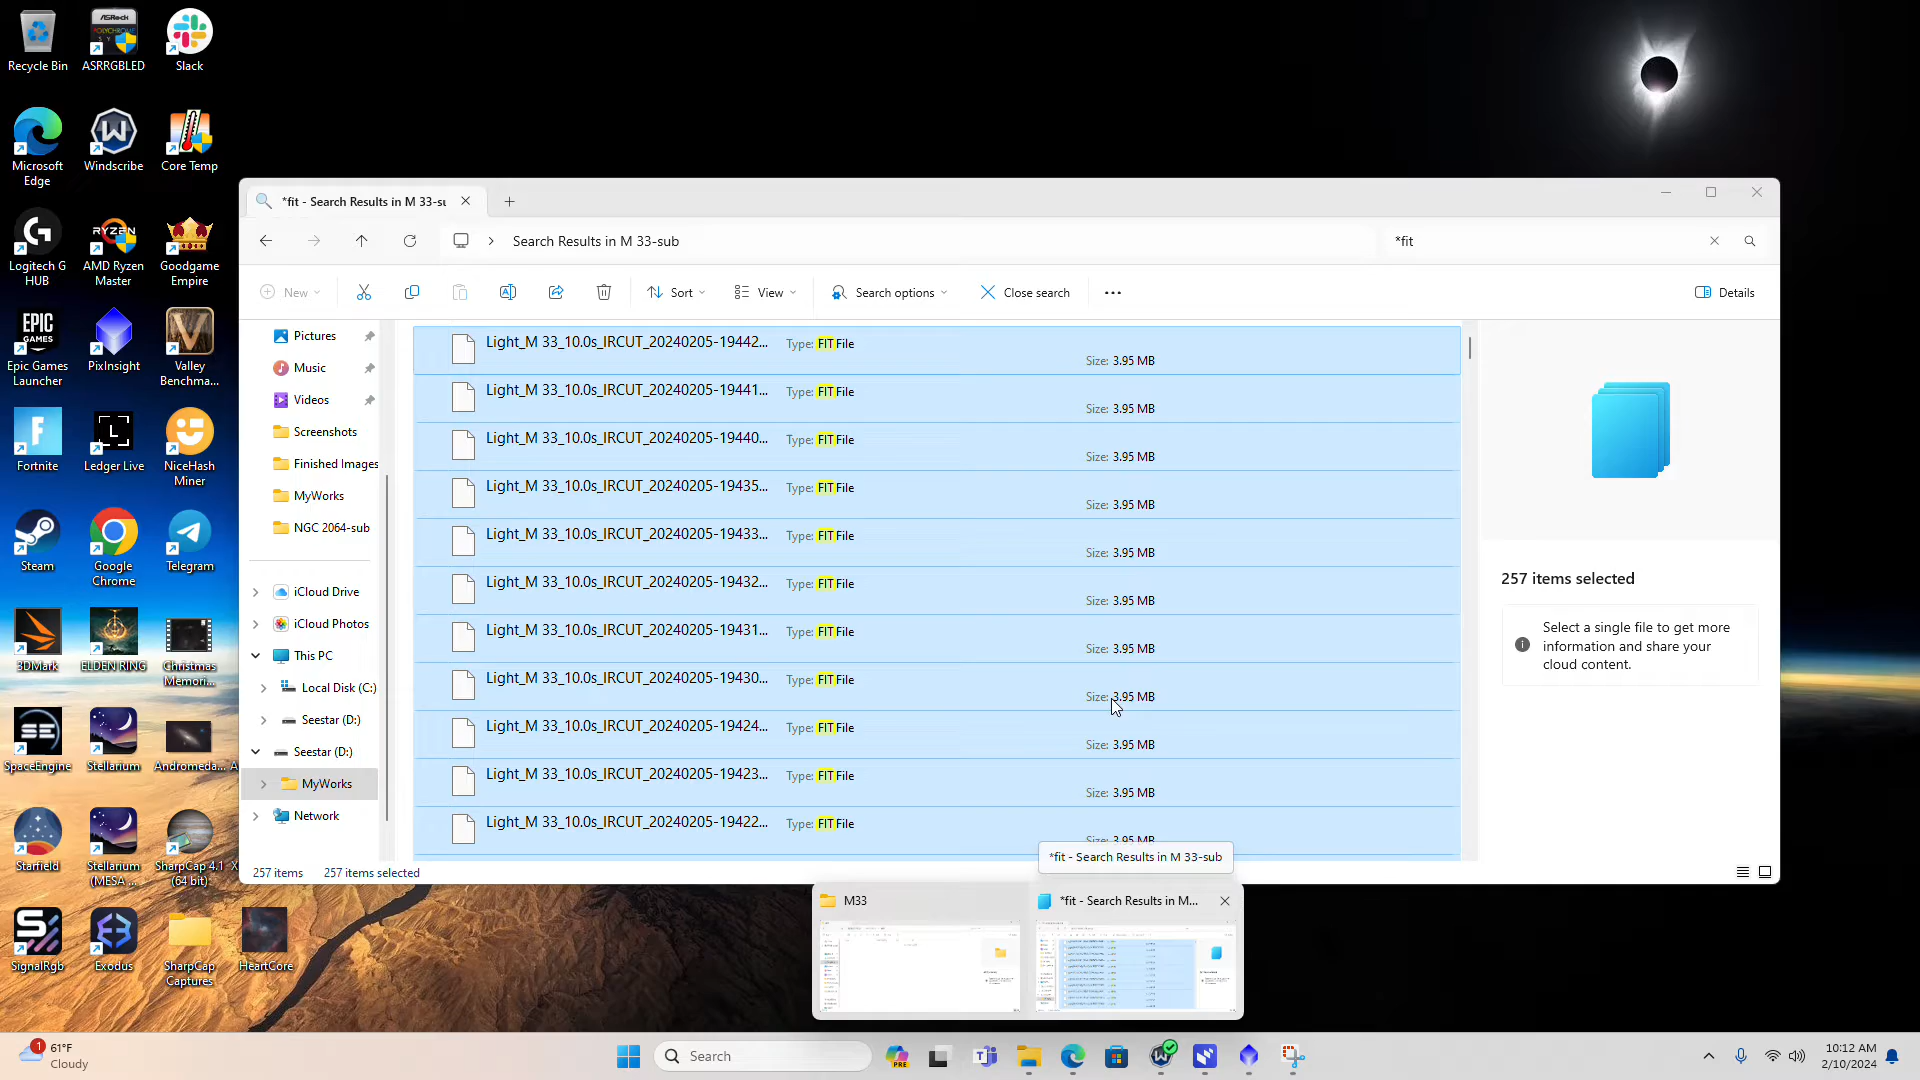 Recycle Bin
ASRRGBLED
Slack
Microsoft
Edge
Windscribe
Core Temp
Logitech G
HUB
AMD Ryzen
Master
Goodgame
Empire
Epic Games
Launcher
PixInsight
Valley
Benchma...
Fortnite
Ledger Live
NiceHash
Miner
Steam
Google
Chrome
Telegram
3DMark
ELDEN RING
Christmas
Memori...
SpaceEngine
Stellarium
Andromeda...
Starfield
Stellarium
(MESA ...
SharpCap 4.1
(64 bit)
SignalRgb
Exodus
SharpCap
Captures
HeartCore
*fit - Search Results in M 33-su
Search Results in M 33-sub
*fit
New
Sort
View
Search options
Close search
Details
Pictures
Music
Videos
Screenshots
Finished Images
MyWorks
NGC 2064-sub
iCloud Drive
iCloud Photos
This PC
Local Disk (C:)
Seestar (D:)
Seestar (D:)
MyWorks
Network
Light_M 33_10.0s_IRCUT_20240205-19442... Type: FIT File Size: 3.95 MB
Light_M 33_10.0s_IRCUT_20240205-19441... Type: FIT File Size: 3.95 MB
Light_M 33_10.0s_IRCUT_20240205-19440... Type: FIT File Size: 3.95 MB
Light_M 33_10.0s_IRCUT_20240205-19435... Type: FIT File Size: 3.95 MB
Light_M 33_10.0s_IRCUT_20240205-19433... Type: FIT File Size: 3.95 MB
Light_M 33_10.0s_IRCUT_20240205-19432... Type: FIT File Size: 3.95 MB
Light_M 33_10.0s_IRCUT_20240205-19431... Type: FIT File Size: 3.95 MB
Light_M 33_10.0s_IRCUT_20240205-19430... Type: FIT File Size: 3.95 MB
Light_M 33_10.0s_IRCUT_20240205-19424... Type: FIT File Size: 3.95 MB
Light_M 33_10.0s_IRCUT_20240205-19423... Type: FIT File Size: 3.95 MB
Light_M 33_10.0s_IRCUT_20240205-19422... Type: FIT File Size: 3.95 MB
257 items selected
Select a single file to get more
information and share your
cloud content.
257 items
257 items selected
*fit - Search Results in M 33-sub
M33
*fit - Search Results in M...
1
61°F
Cloudy
Search
PRE
10:12 AM
2/10/2024